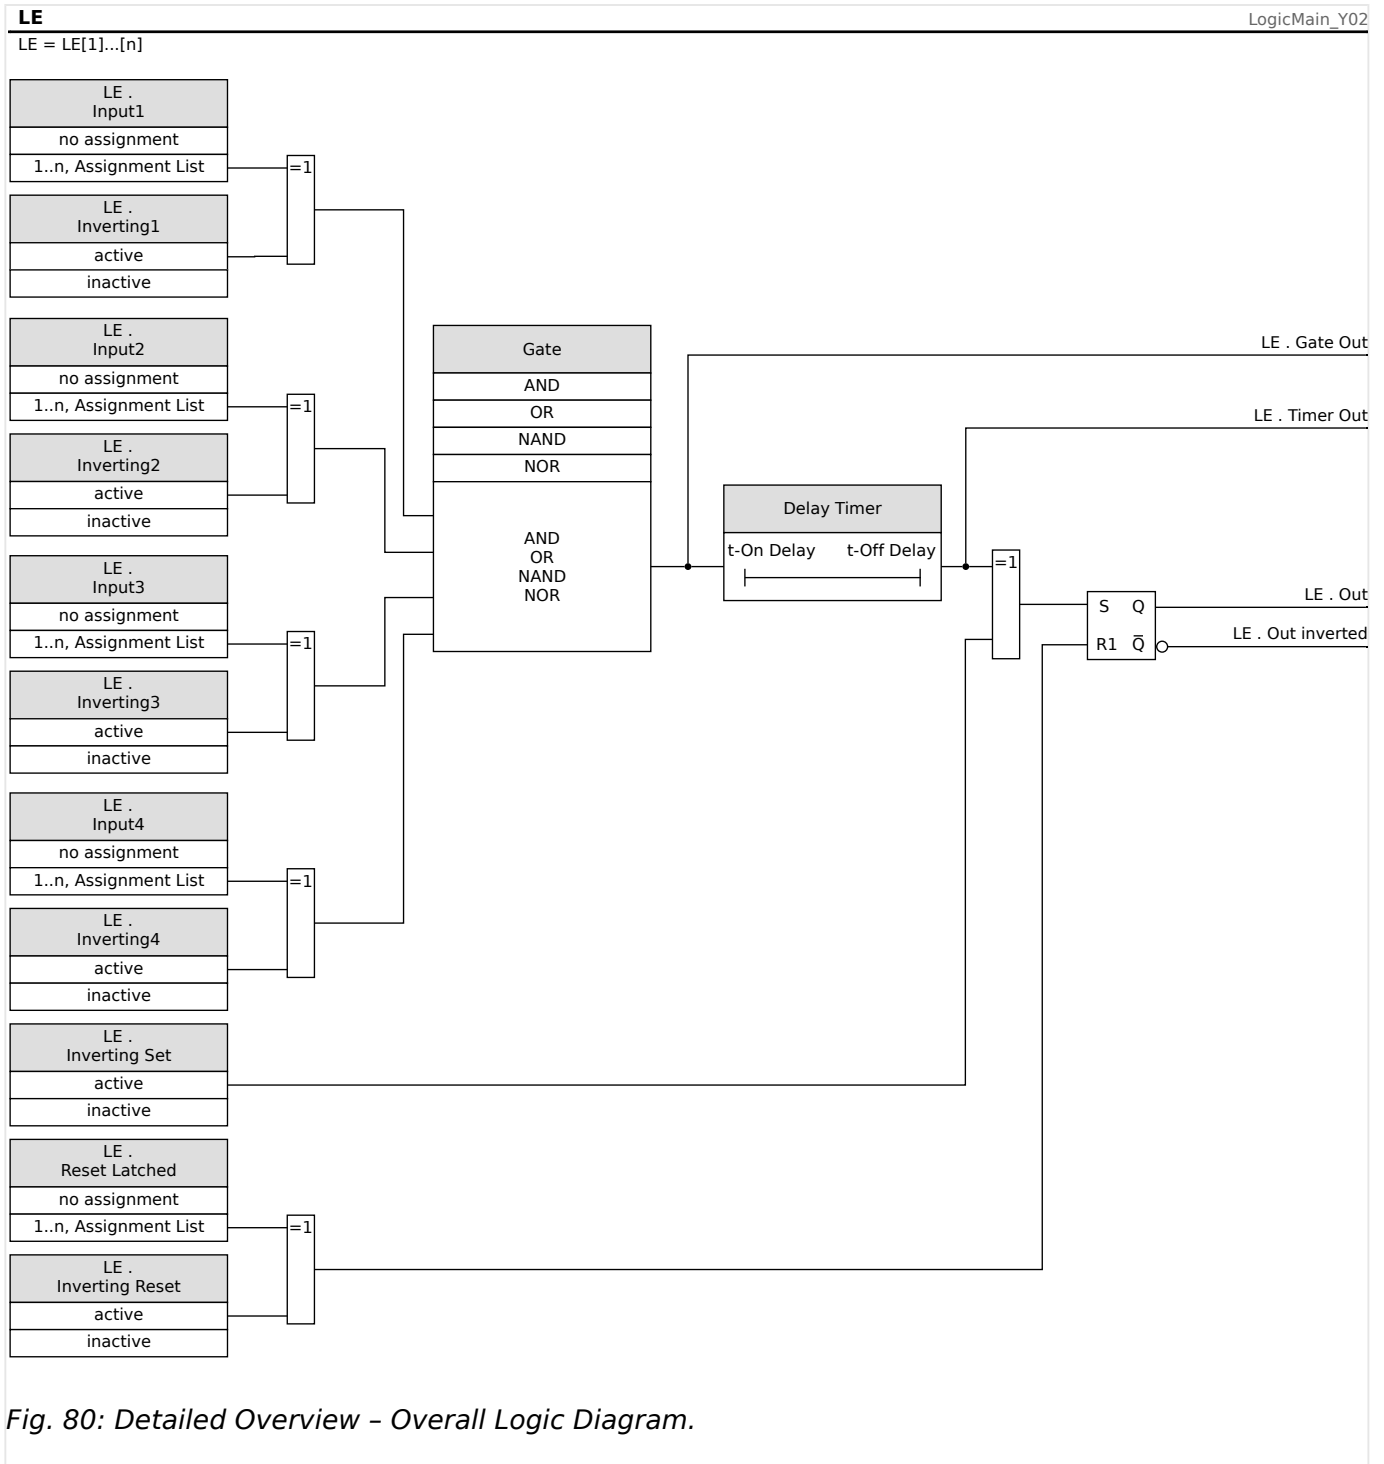 LE
LogicMain_Y02
LE = LE[1]...[n]
LE .
Input1
no assignment
1..n, Assignment List
=1
LE .
Inverting1
active
inactive
LE .
Input2
no assignment
1..n, Assignment List
=1
LE .
Inverting2
active
inactive
LE .
Input3
no assignment
1..n, Assignment List
=1
LE .
Inverting3
active
inactive
LE .
Input4
no assignment
1..n, Assignment List
=1
LE .
Inverting4
active
inactive
LE .
Inverting Set
active
inactive
LE .
Reset Latched
no assignment
1..n, Assignment List
=1
LE .
Inverting Reset
active
inactive
Gate
AND
OR
NAND
NOR
AND
OR
NAND
NOR
Delay Timer
t-On Delay t-Off Delay
=1
S Q
R1 Q̅
LE . Gate Out
LE . Timer Out
LE . Out
LE . Out inverted
Fig. 80: Detailed Overview – Overall Logic Diagram.